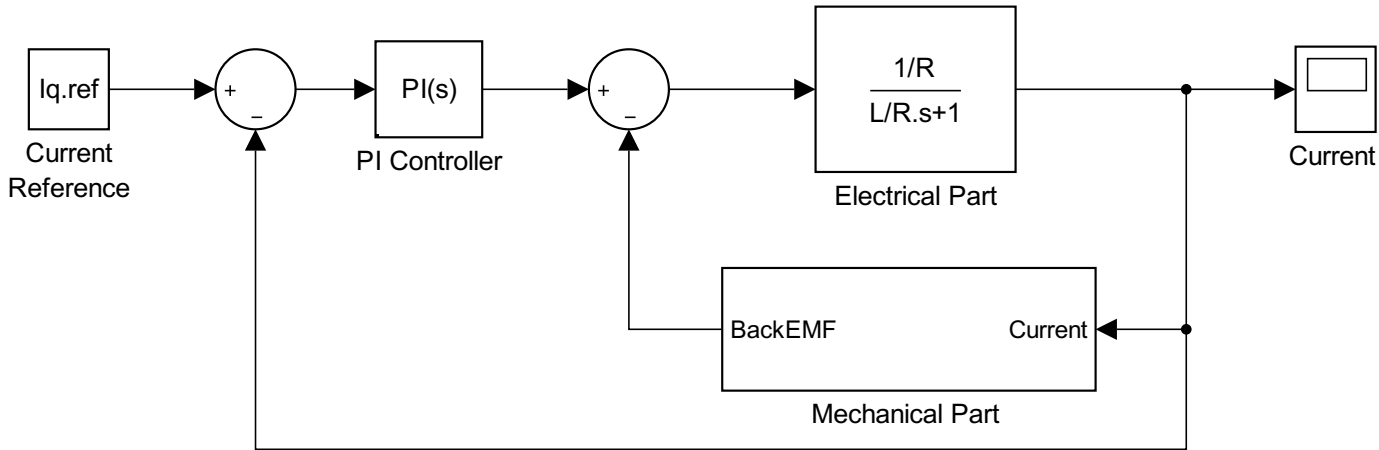 Iq.ref
Current
Reference
+
−
PI(s)
PI Controller
+
−
1/R
L/R.s+1
Electrical Part
Current
BackEMF
Current
Mechanical Part